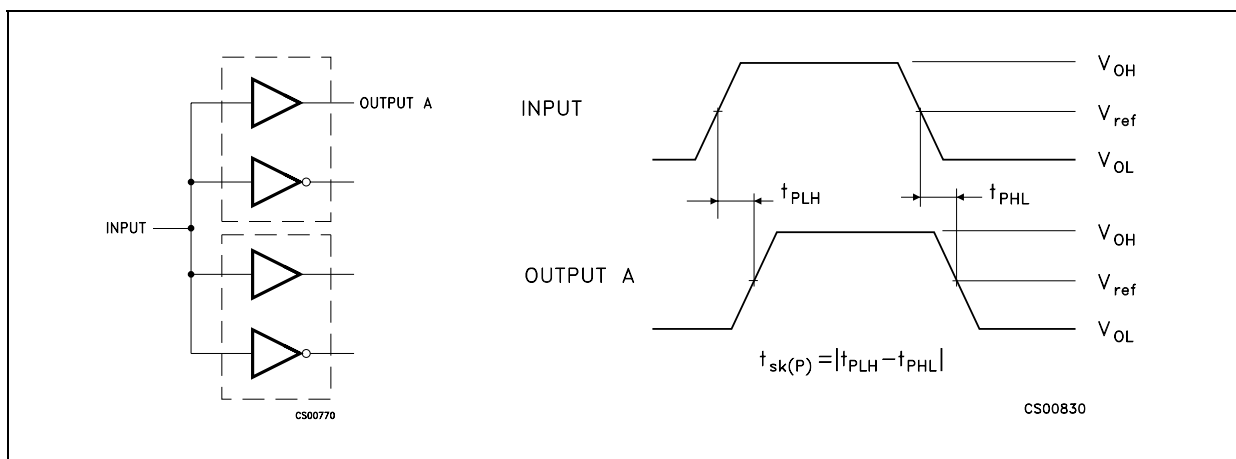 OUTPUT A
INPUT
CS00770
INPUT
V_OH
V_ref
V_OL
t_PLH
t_PHL
OUTPUT A
V_OH
V_ref
V_OL
t_sk(P) =|t_PLH – t_PHL|
CS00830